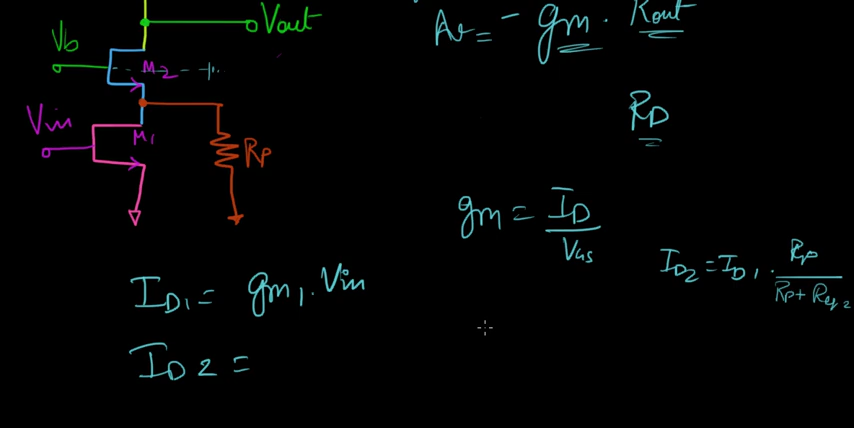 Vout
Av = - gm . Rout
Vb
M2
Vin
M1
RD
RP
gm = ID / VGS
ID2 = ID1 . RP / RP + Req2
ID1 = gm1 . Vin
ID2 =